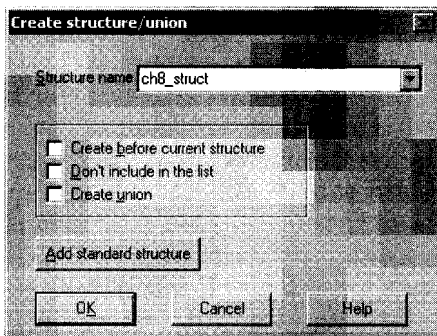 Create structure/union
Structure name ch8_struct
Create before current structure
Don't include in the list
Create union
Add standard structure
OK Cancel Help